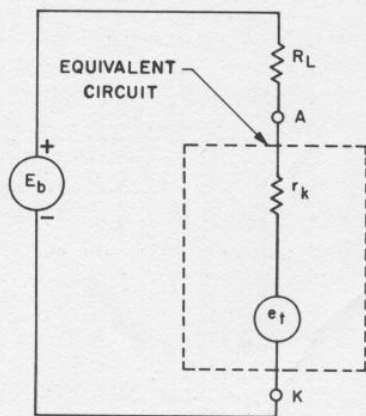 R_L
EQUIVALENT
CIRCUIT
A
+
E_b
−
r_k
e_t
K